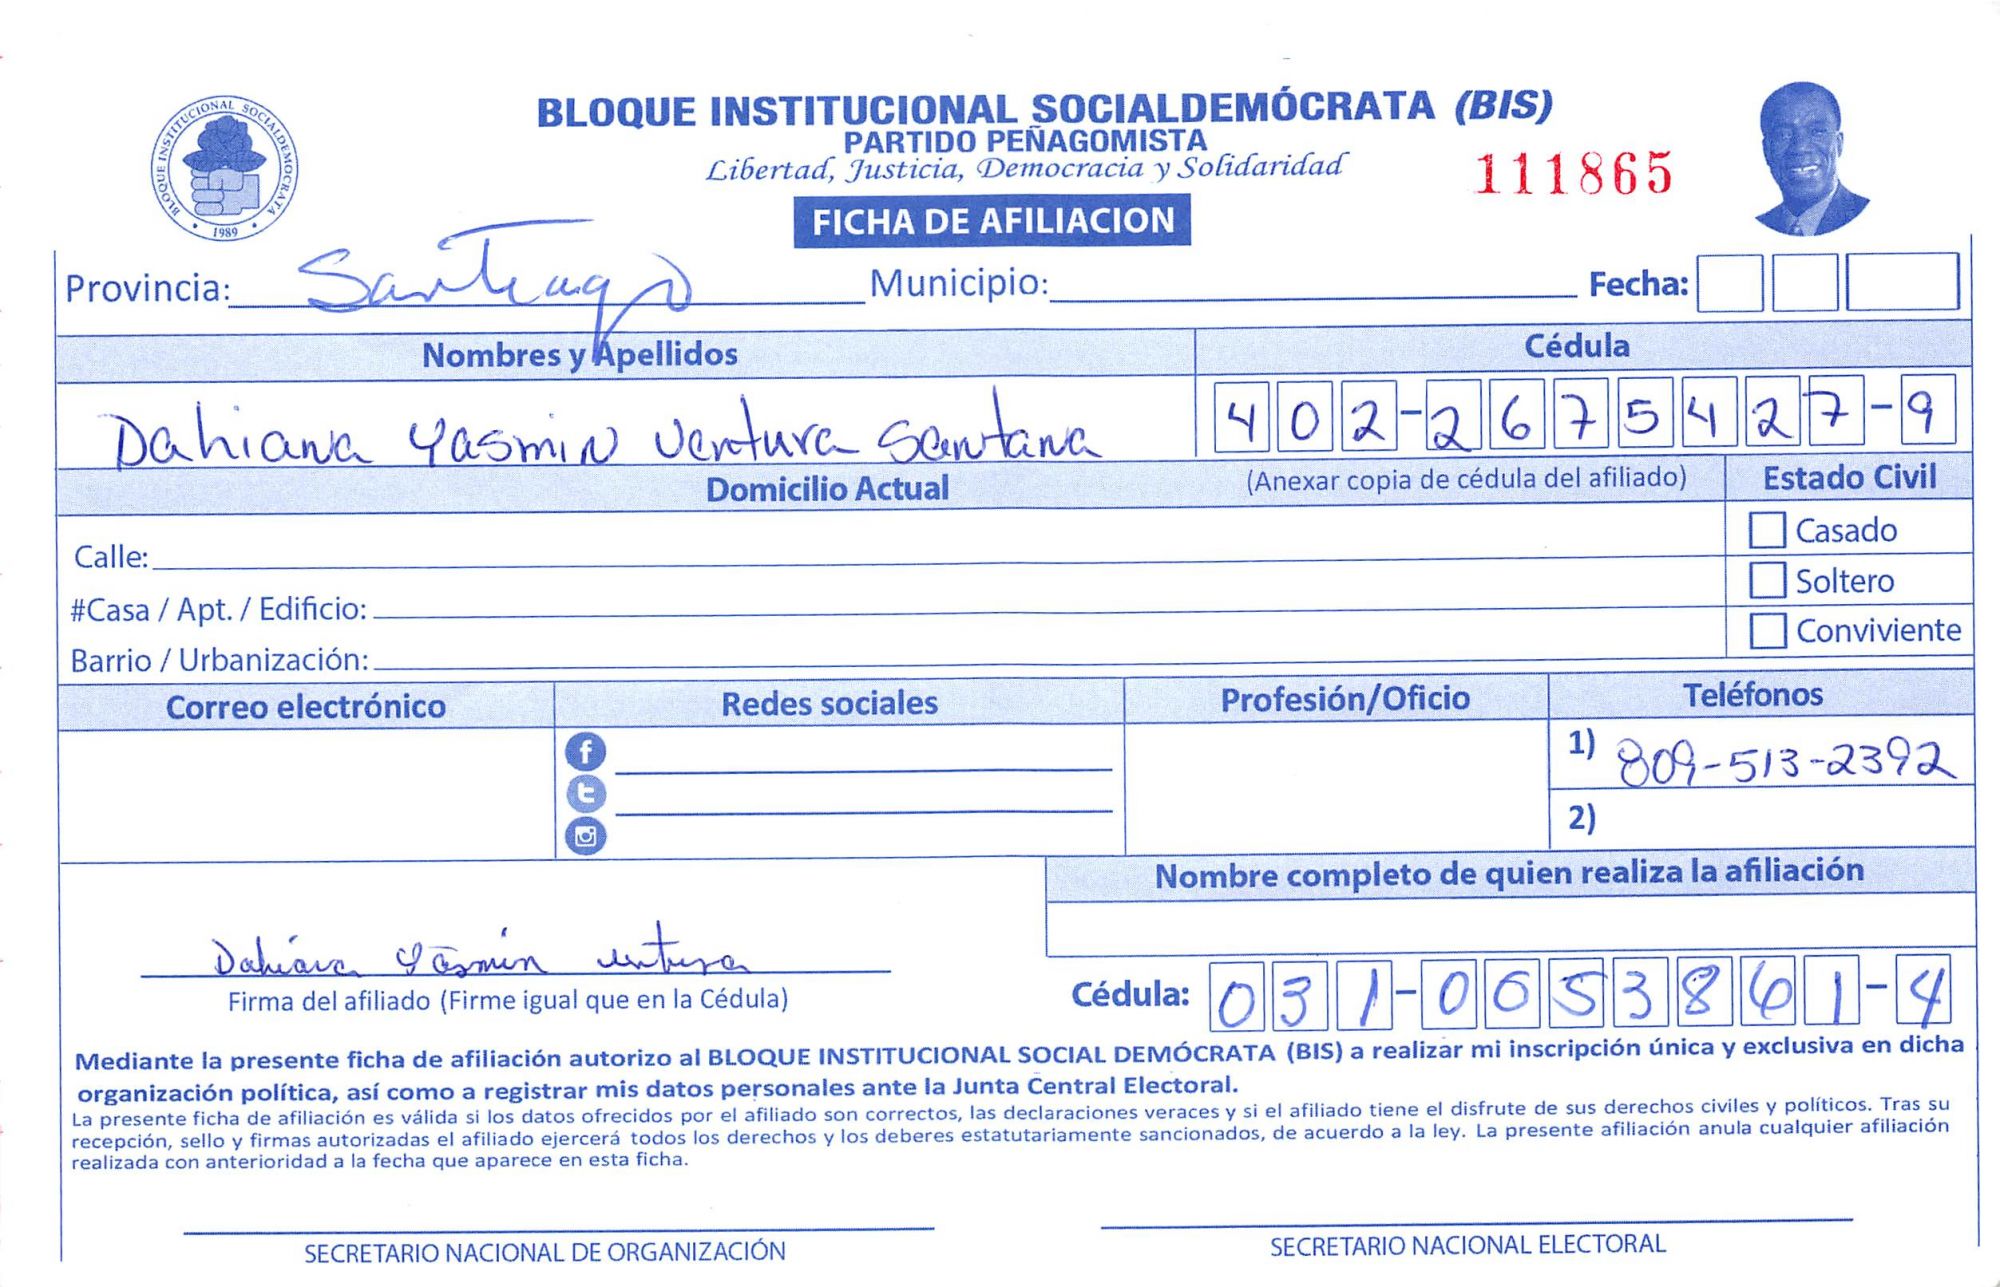 BLOQUE INSTITUCIONAL SOCIALDEMÓCRATA (BIS)
PARTIDO PEÑAGOMISTA
Libertad, Justicia, Democracia y Solidaridad
111865
BLOQUE INSTITUCIONAL SOCIALDEMOCRATA
1989
FICHA DE AFILIACION
Provincia: Santiago Municipio: Fecha:
Nombres y Apellidos Cédula
Dahiana Yasmin Ventura Santana 402-2675427-9
Domicilio Actual (Anexar copia de cédula del afiliado) Estado Civil
Calle: Casado
#Casa / Apt. / Edificio: Soltero
Barrio / Urbanización: Conviviente
Correo electrónico Redes sociales Profesión/Oficio Teléfonos
1) 809-513-2392
2)
Nombre completo de quien realiza la afiliación
Dahiana Yasmin Ventura
Firma del afiliado (Firme igual que en la Cédula) Cédula: 031-0053861-4
Mediante la presente ficha de afiliación autorizo al BLOQUE INSTITUCIONAL SOCIAL DEMÓCRATA (BIS) a realizar mi inscripción única y exclusiva en dicha
organización política, así como a registrar mis datos personales ante la Junta Central Electoral.
La presente ficha de afiliación es válida si los datos ofrecidos por el afiliado son correctos, las declaraciones veraces y si el afiliado tiene el disfrute de sus derechos civiles y políticos. Tras su
recepción, sello y firmas autorizadas el afiliado ejercerá todos los derechos y los deberes estatutariamente sancionados, de acuerdo a la ley. La presente afiliación anula cualquier afiliación
realizada con anterioridad a la fecha que aparece en esta ficha.
SECRETARIO NACIONAL DE ORGANIZACIÓN SECRETARIO NACIONAL ELECTORAL